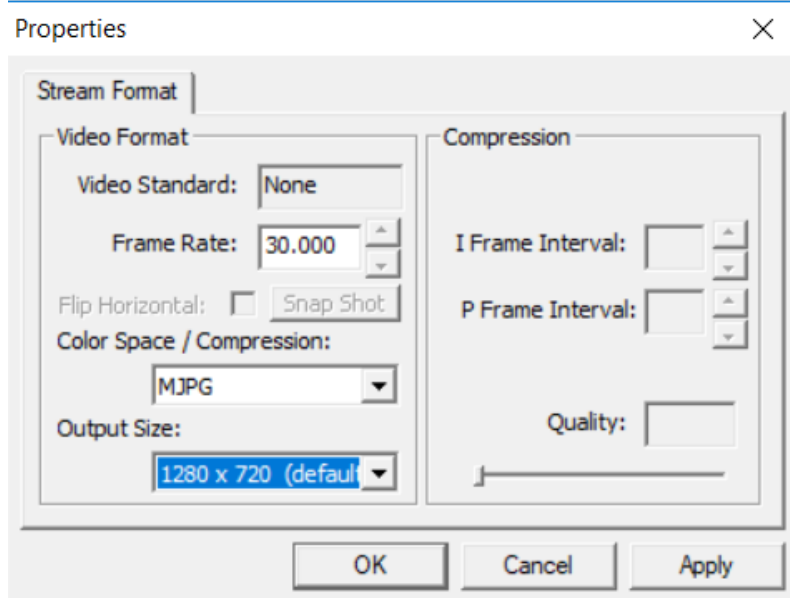 Properties
Stream Format
Video Format
Video Standard: None
Frame Rate: 30.000
Flip Horizontal: Snap Shot
Color Space / Compression:
MJPG
Output Size:
1280 x 720 (default
Compression
I Frame Interval:
P Frame Interval:
Quality:
OK Cancel Apply